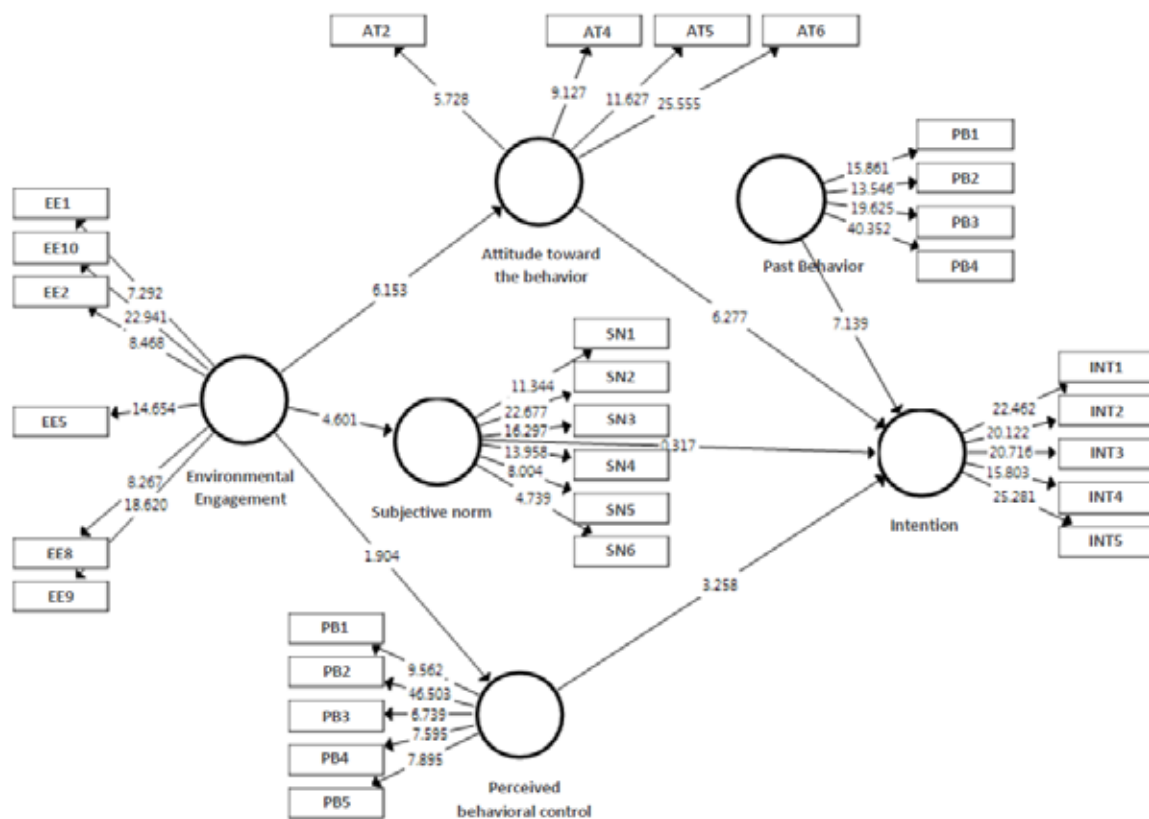 AT2
AT4
AT5
AT6
5.728
9.127
11.627
25.555
PB1
PB2
PB3
PB4
15.861
13.546
19.625
40.352
Past Behavior
Attitude toward
the behavior
EE1
EE10
EE2
EE5
EE8
EE9
7.292
22.941
8.468
14.654
8.267
18.620
Environmental
Engagement
6.153
4.601
1.904
6.277
7.139
0.317
3.258
SN1
SN2
SN3
SN4
SN5
SN6
11.344
22.677
16.297
13.958
8.004
4.739
Subjective norm
INT1
INT2
INT3
INT4
INT5
22.462
20.122
20.716
15.803
25.281
Intention
PB1
PB2
PB3
PB4
PB5
9.562
46.503
6.739
7.595
7.895
Perceived
behavioral control